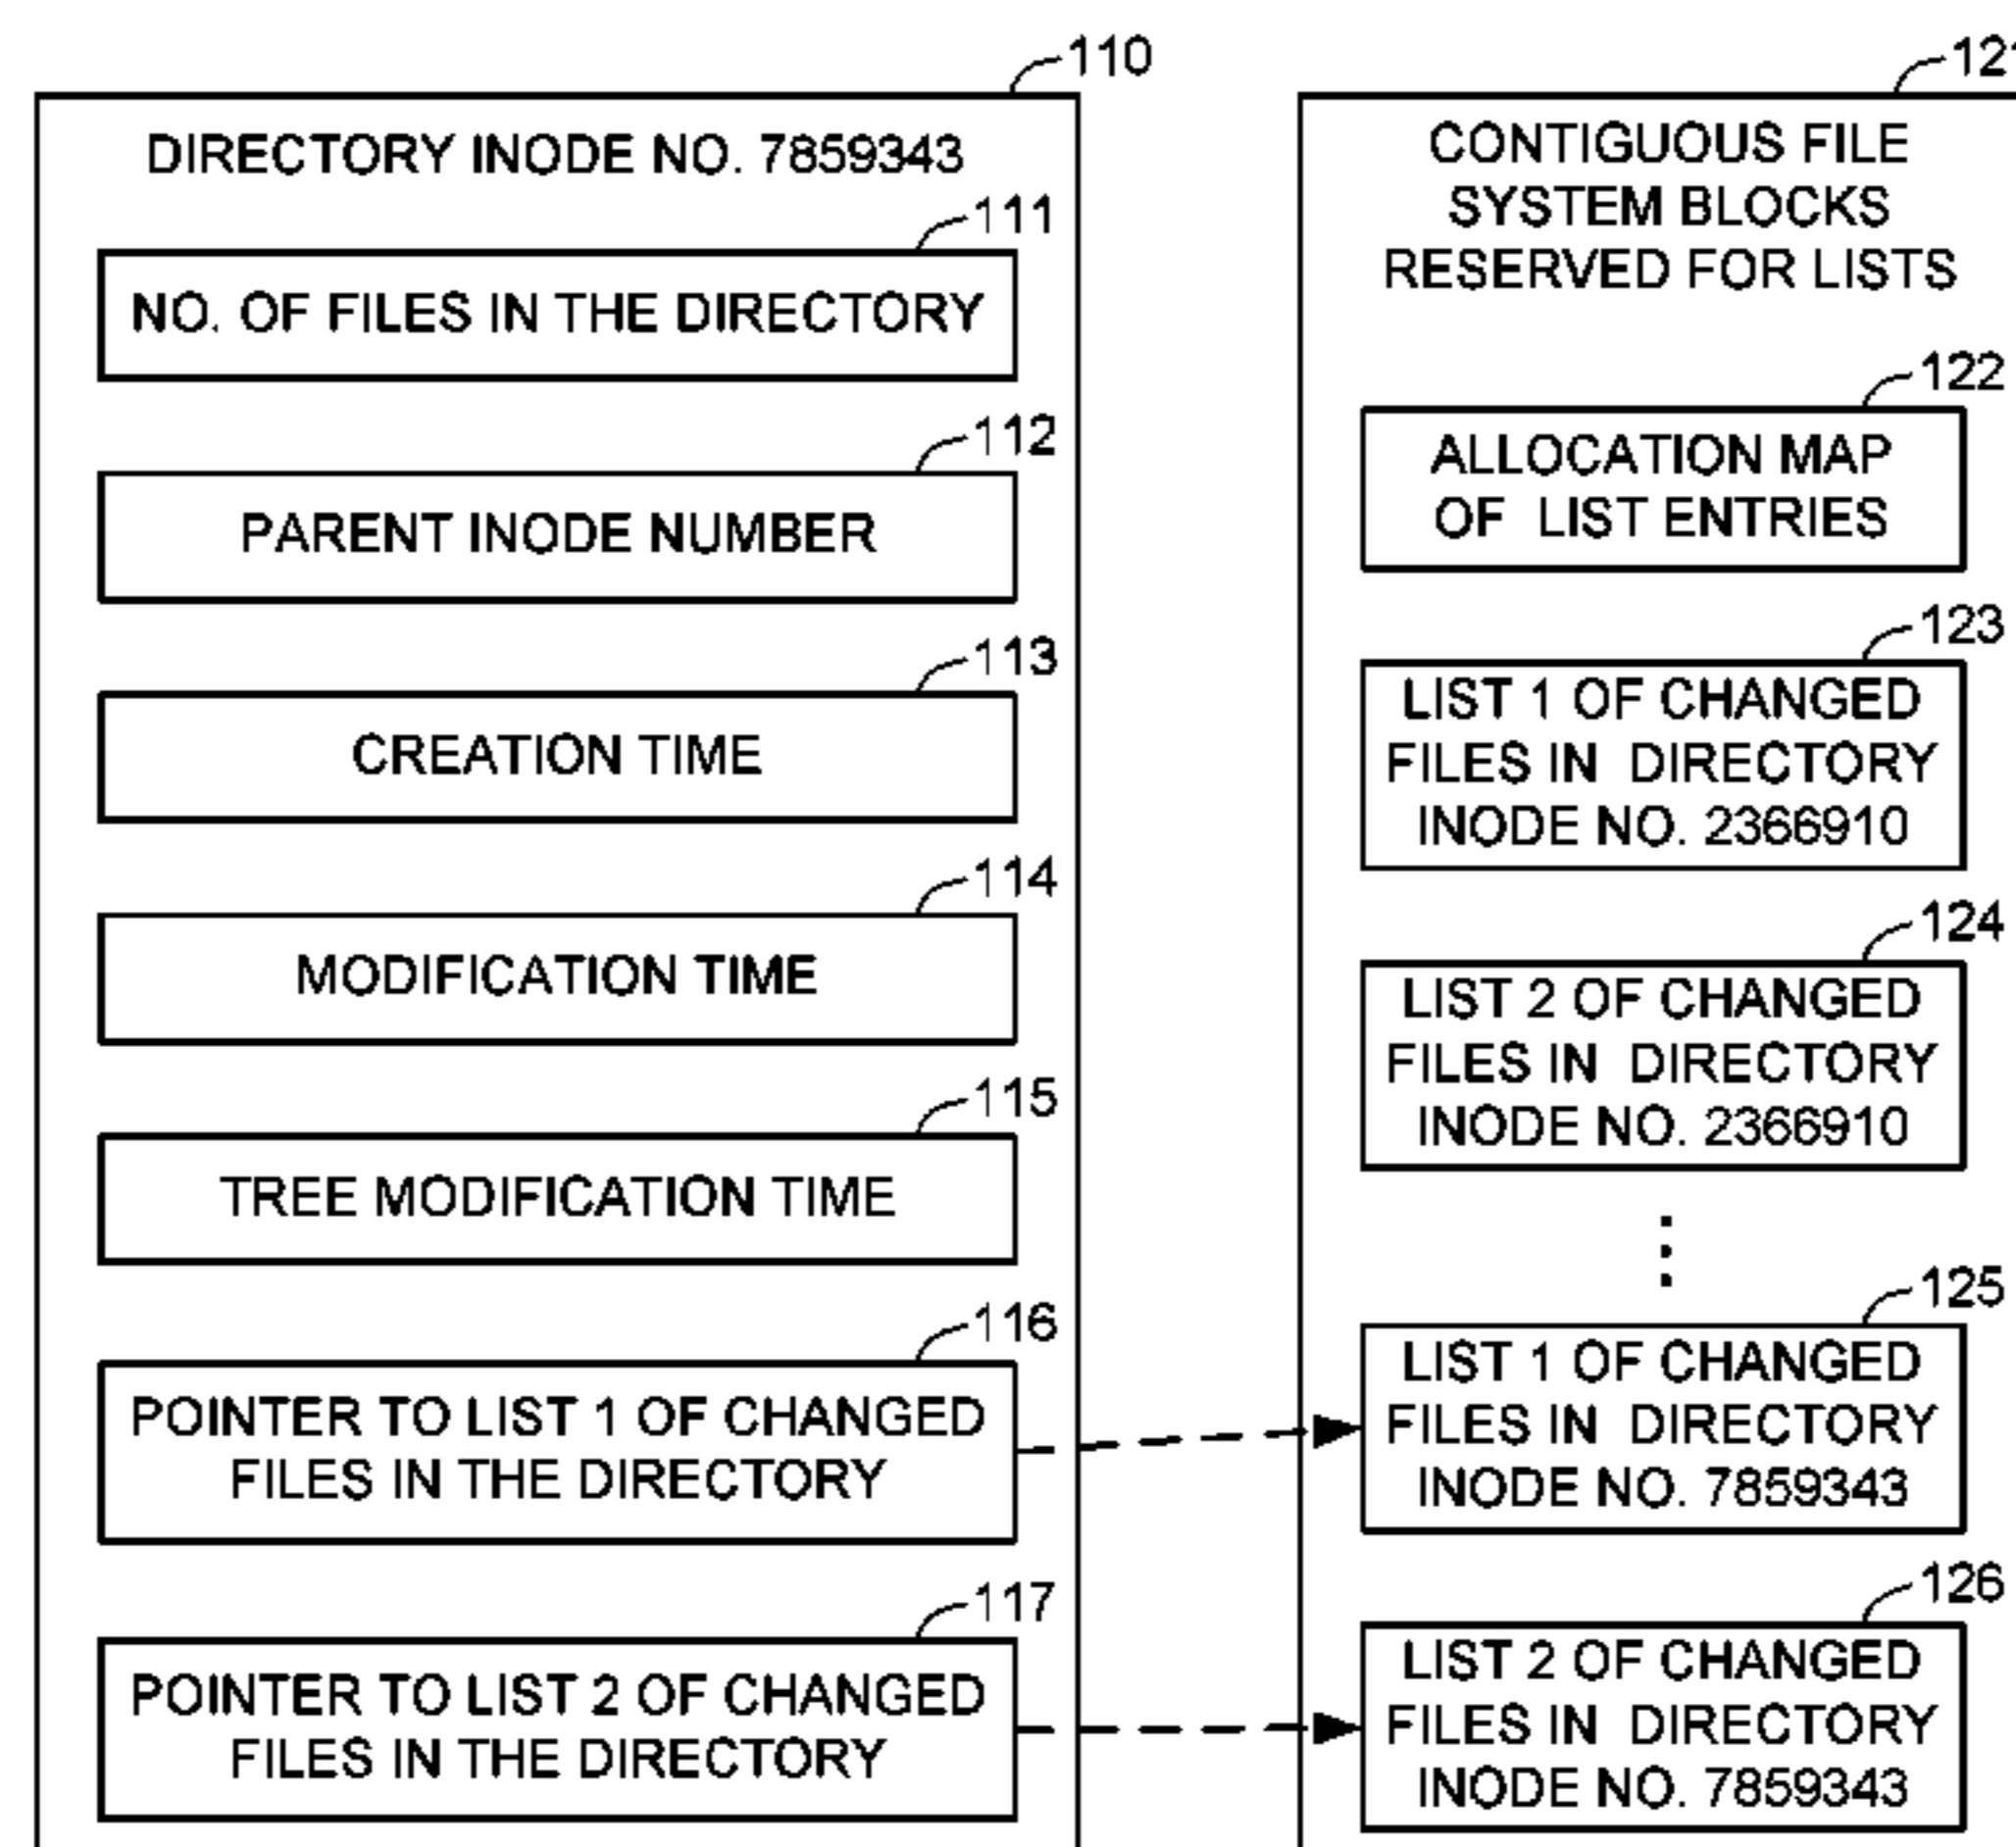 110
DIRECTORY INODE NO. 7859343
111
NO. OF FILES IN THE DIRECTORY
112
PARENT INODE NUMBER
113
CREATION TIME
114
MODIFICATION TIME
115
TREE MODIFICATION TIME
116
POINTER TO LIST 1 OF CHANGED
FILES IN THE DIRECTORY
117
POINTER TO LIST 2 OF CHANGED
FILES IN THE DIRECTORY
CONTIGUOUS FILE
SYSTEM BLOCKS
RESERVED FOR LISTS
122
ALLOCATION MAP
OF LIST ENTRIES
123
LIST 1 OF CHANGED
FILES IN DIRECTORY
INODE NO. 2366910
124
LIST 2 OF CHANGED
FILES IN DIRECTORY
INODE NO. 2366910
125
LIST 1 OF CHANGED
FILES IN DIRECTORY
INODE NO. 7859343
126
LIST 2 OF CHANGED
FILES IN DIRECTORY
INODE NO. 7859343